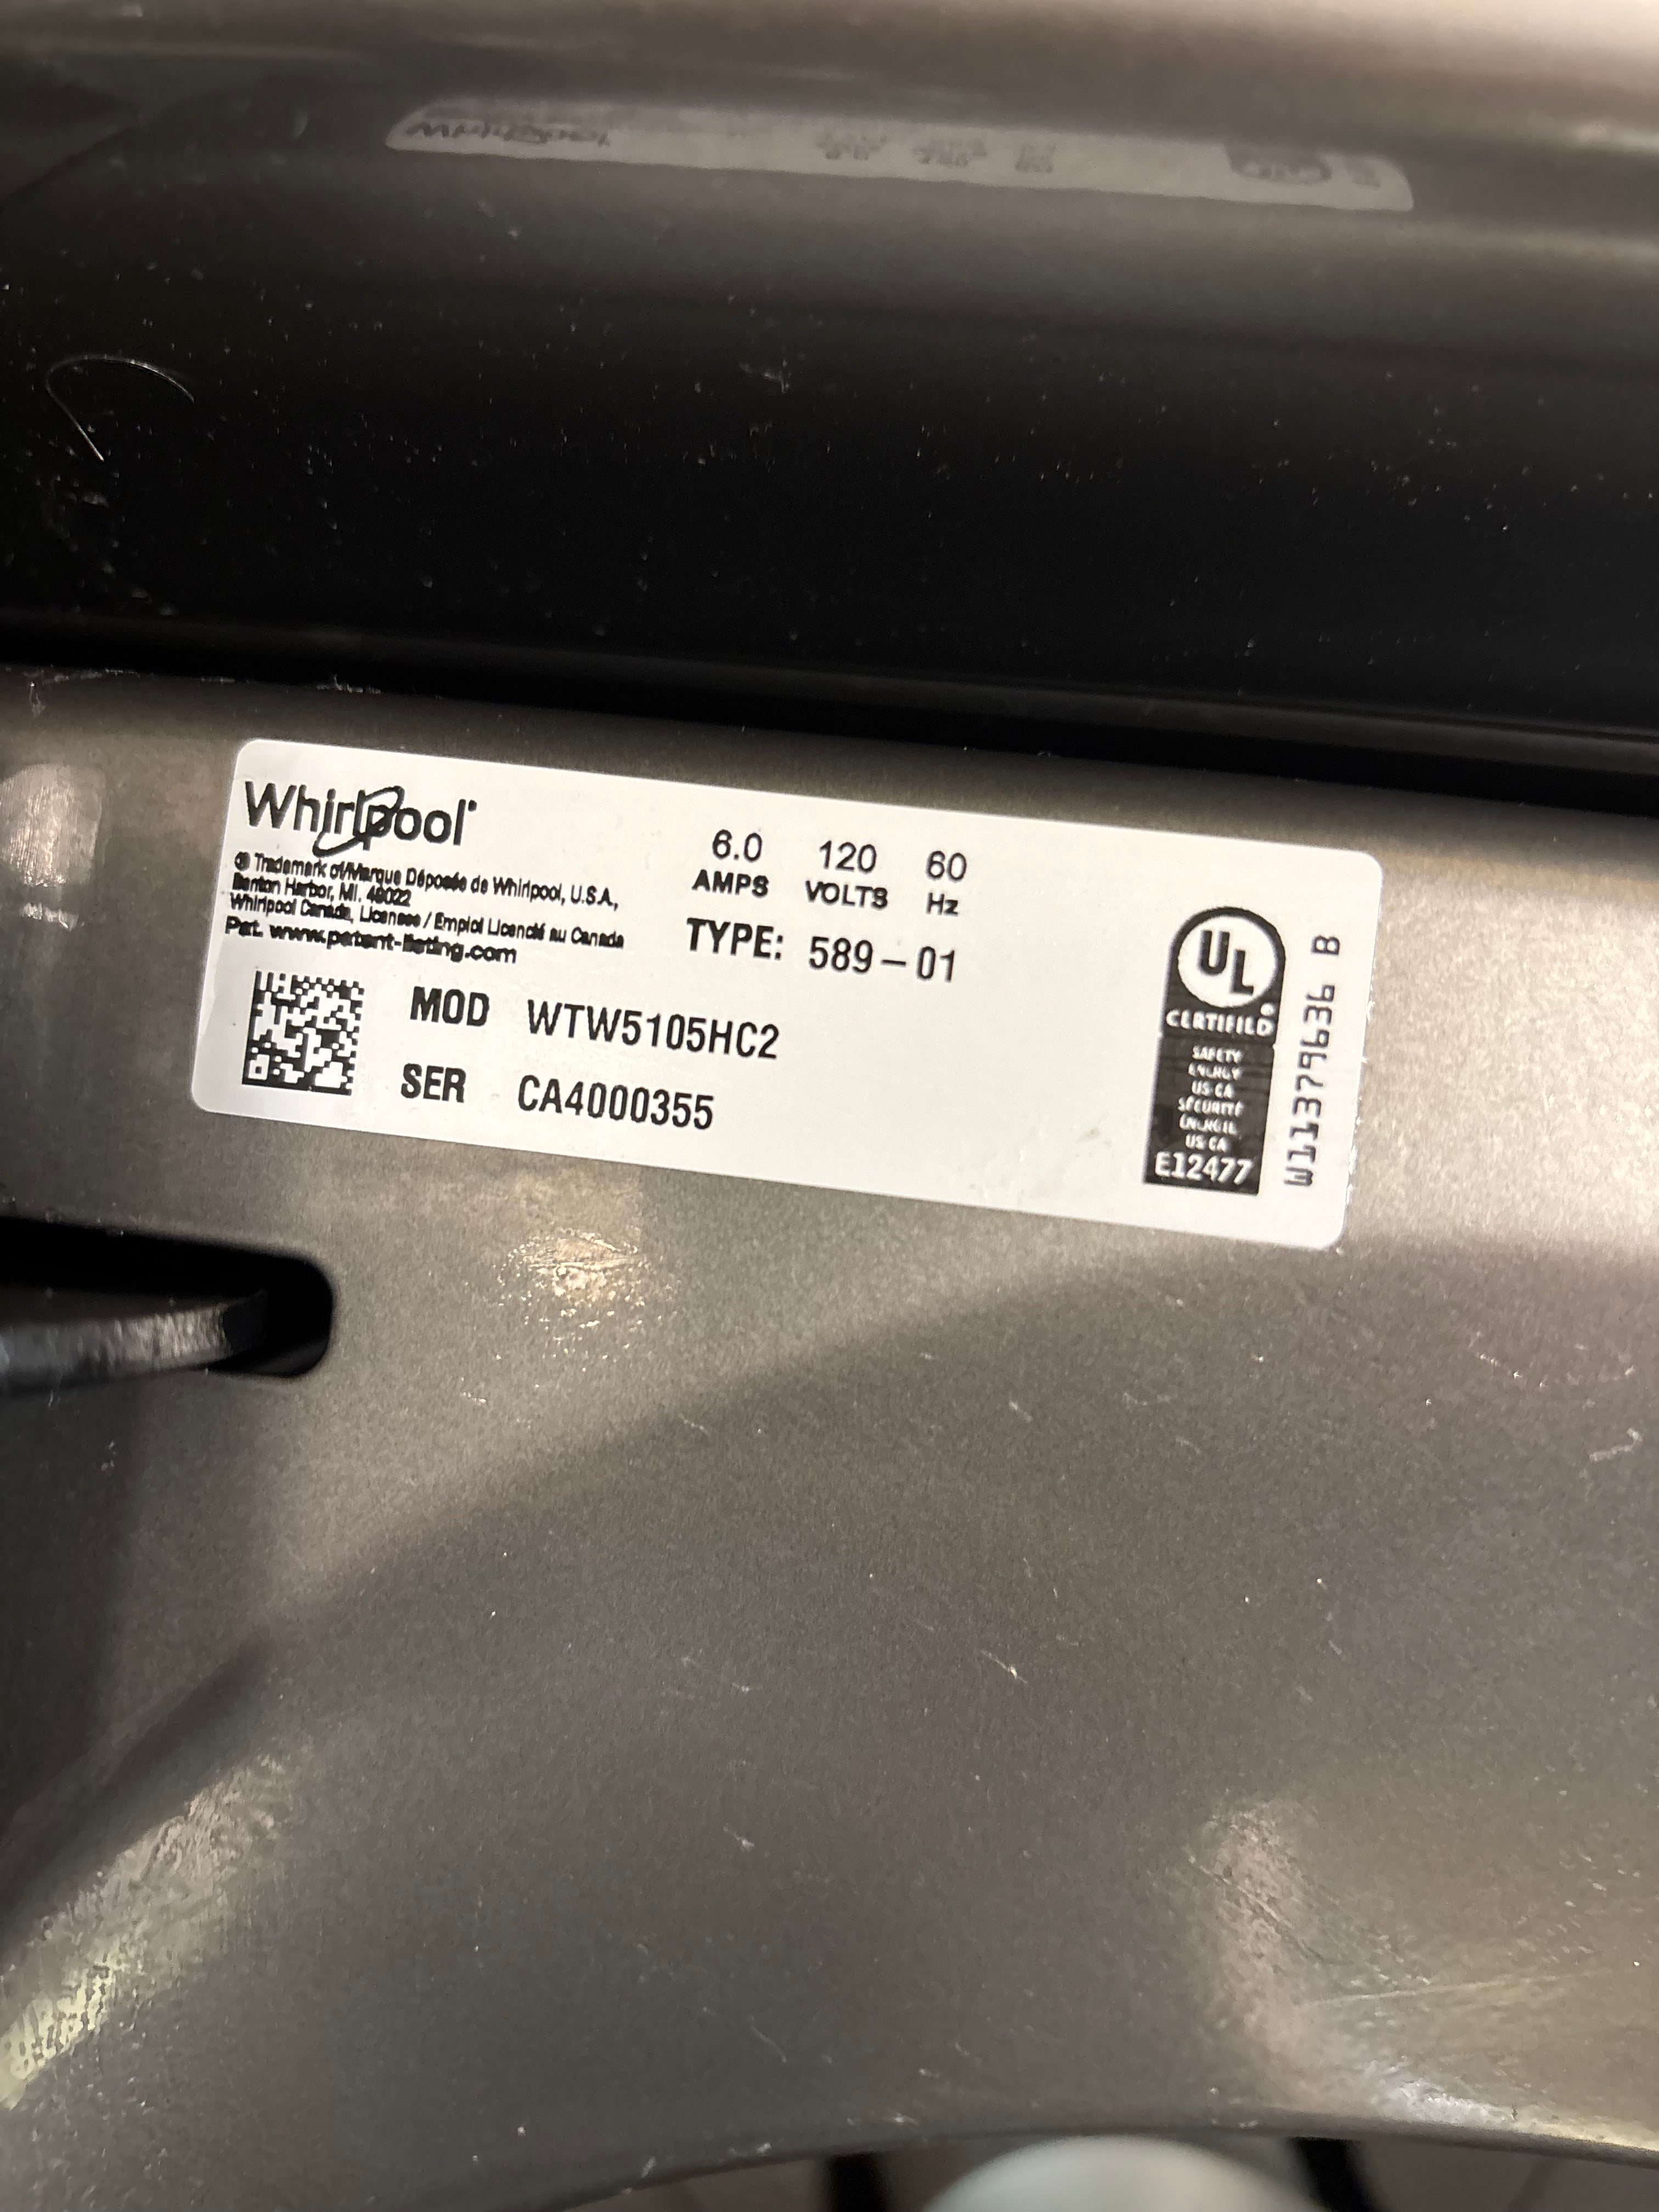 Whirlpool
Whirlpool®
® Trademark of/Marque Déposée de Whirlpool, U.S.A.,
Benton Harbor, MI. 49022
Whirlpool Canada, Licensee / Emploi Licencié au Canada
Pat. www.patent-listing.com
6.0 120 60
AMPS VOLTS Hz
TYPE: 589-01
MOD WTW5105HC2
SER CA4000355
UL®
CERTIFIED
SAFETY
ENERGY
US-CA
SÉCURITÉ
ÉNERGIE
US-CA
E12477
W11379636 B